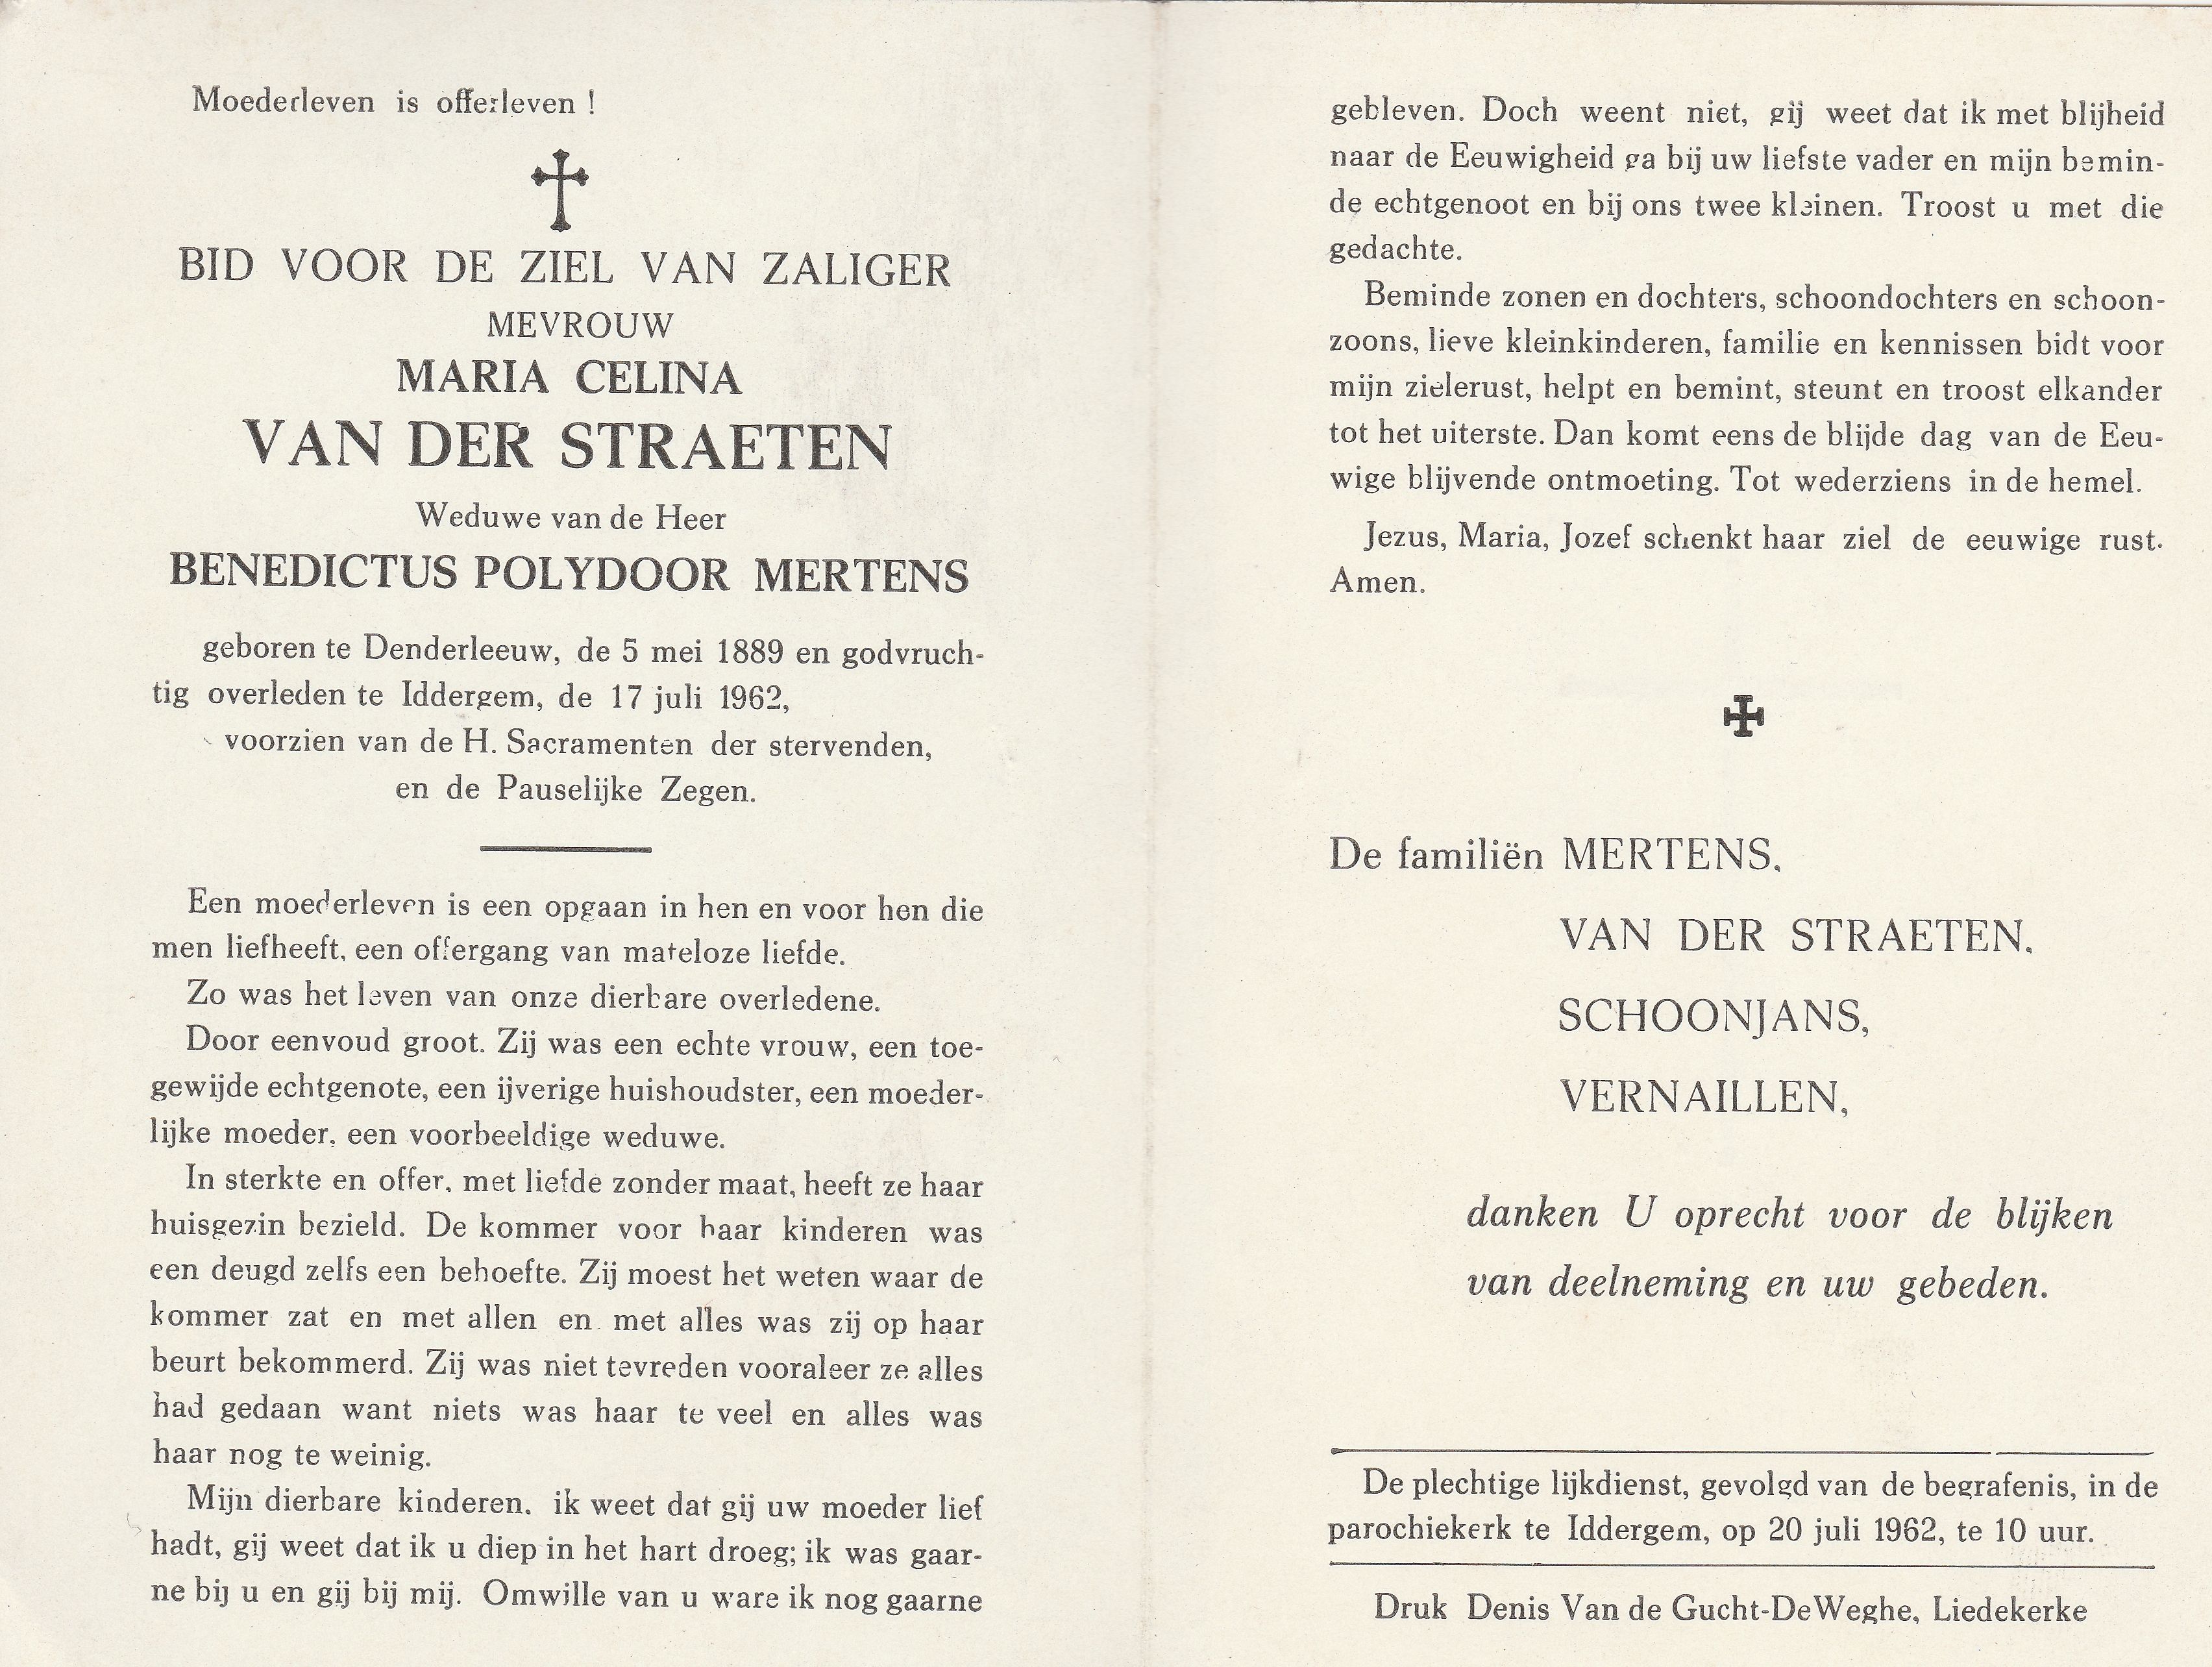 Moederleven is offerleven !
BID VOOR DE ZIEL VAN ZALIGER
MEVROUW
MARIA CELINA
VAN DER STRAETEN
Weduwe van de Heer
BENEDICTUS POLYDOOR MERTENS
geboren te Denderleeuw, de 5 mei 1889 en godvruch-
tig overleden te Iddergem, de 17 juli 1962,
voorzien van de H. Sacramenten der stervenden,
en de Pauselijke Zegen.
Een moederleven is een opgaan in hen en voor hen die
men liefheeft, een offergang van mateloze liefde.
Zo was het leven van onze dierbare overledene.
Door eenvoud groot. Zij was een echte vrouw, een toe-
gewijde echtgenote, een ijverige huishoudster, een moeder-
lijke moeder, een voorbeeldige weduwe.
In sterkte en offer, met liefde zonder maat, heeft ze haar
huisgezin bezield. De kommer voor haar kinderen was
een deugd zelfs een behoefte. Zij moest het weten waar de
kommer zat en met allen en met alles was zij op haar
beurt bekommerd. Zij was niet tevreden vooraleer ze alles
had gedaan want niets was haar te veel en alles was
haar nog te weinig.
Mijn dierbare kinderen, ik weet dat gij uw moeder lief
hadt, gij weet dat ik u diep in het hart droeg; ik was gaar-
ne bij u en gij bij mij. Omwille van u ware ik nog gaarne
gebleven. Doch weent niet, gij weet dat ik met blijheid
naar de Eeuwigheid ga bij uw liefste vader en mijn bemin-
de echtgenoot en bij ons twee kleinen. Troost u met die
gedachte.
Beminde zonen en dochters, schoondochters en schoon-
zoons, lieve kleinkinderen, familie en kennissen bidt voor
mijn zielerust, helpt en bemint, steunt en troost elkander
tot het uiterste. Dan komt eens de blijde dag van de Eeu-
wige blijvende ontmoeting. Tot wederziens in de hemel.
Jezus, Maria, Jozef schenkt haar ziel de eeuwige rust.
Amen.
De familiën MERTENS,
VAN DER STRAETEN,
SCHOONJANS,
VERNAILLEN,
danken U oprecht voor de blijken
van deelneming en uw gebeden.
De plechtige lijkdienst, gevolgd van de begrafenis, in de
parochiekerk te Iddergem, op 20 juli 1962, te 10 uur.
Druk Denis Van de Gucht-DeWeghe, Liedekerke